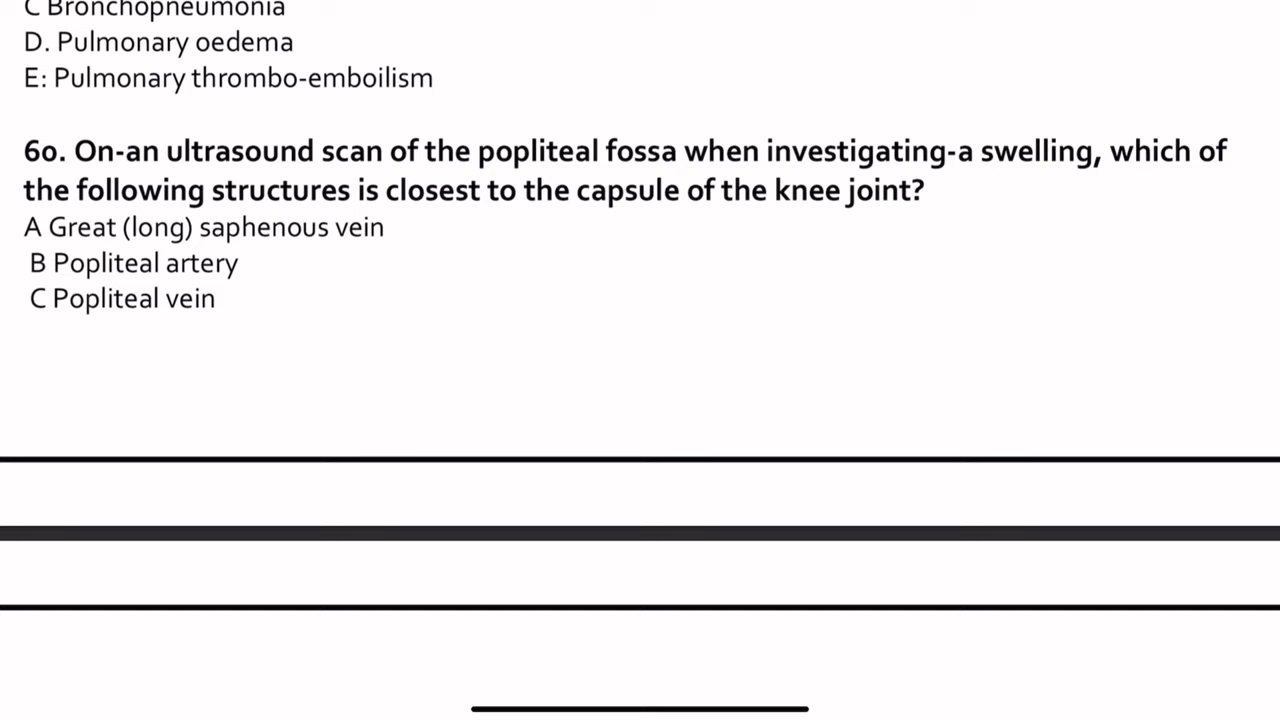 C Bronchopneumonia
D. Pulmonary oedema
E: Pulmonary thrombo-emboilism
60. On-an ultrasound scan of the popliteal fossa when investigating-a swelling, which of
the following structures is closest to the capsule of the knee joint?
A Great (long) saphenous vein
B Popliteal artery
C Popliteal vein